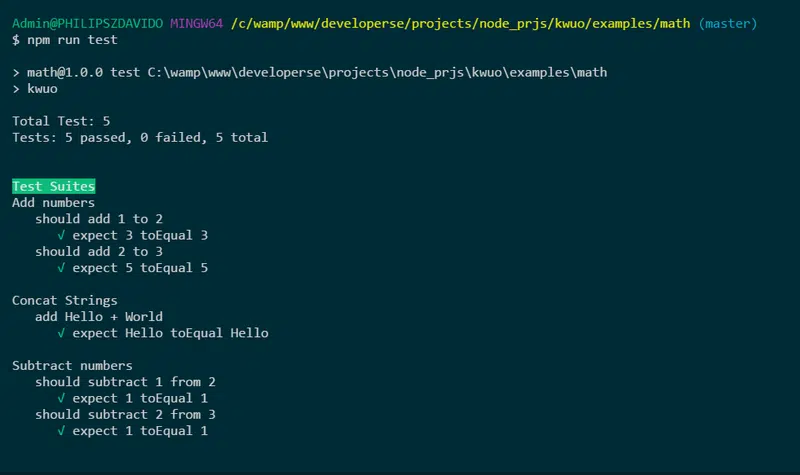 Admin@PHILIPSZDAVIDO MINGW64 /c/wamp/www/developerse/projects/node_prjs/kwuo/examples/math (master)
$ npm run test
> math@1.0.0 test C:\wamp\www\developerse\projects\node_prjs\kwuo\examples\math
> kwuo
Total Test: 5
Tests: 5 passed, 0 failed, 5 total
Test Suites
Add numbers
should add 1 to 2
√ expect 3 toEqual 3
should add 2 to 3
√ expect 5 toEqual 5
Concat Strings
add Hello + World
√ expect Hello toEqual Hello
Subtract numbers
should subtract 1 from 2
√ expect 1 toEqual 1
should subtract 2 from 3
√ expect 1 toEqual 1